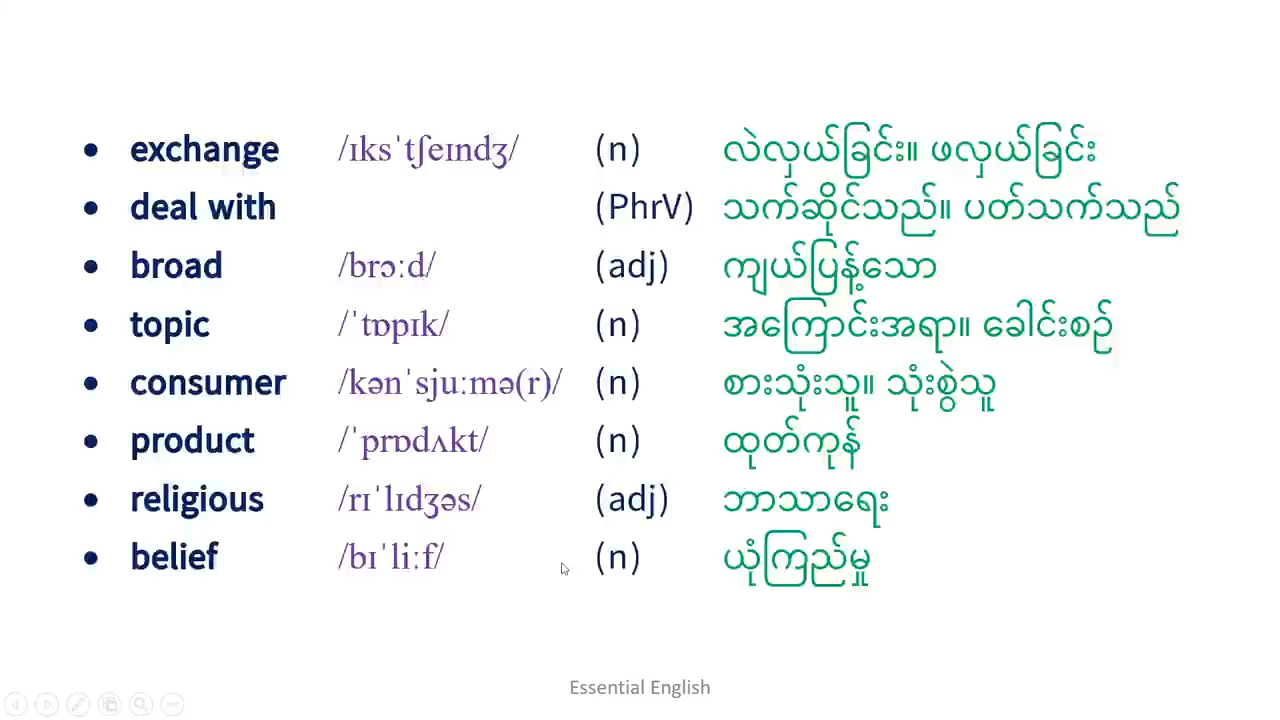 • exchange /ɪksˈtʃeɪndʒ/ (n) လဲလှယ်ခြင်း။ ဖလှယ်ခြင်း
• deal with (PhrV) သက်ဆိုင်သည်။ ပတ်သက်သည်
• broad /brɔːd/ (adj) ကျယ်ပြန့်သော
• topic /ˈtɒpɪk/ (n) အကြောင်းအရာ။ ခေါင်းစဉ်
• consumer /kənˈsjuːmə(r)/ (n) စားသုံးသူ။ သုံးစွဲသူ
• product /ˈprɒdʌkt/ (n) ထုတ်ကုန်
• religious /rɪˈlɪdʒəs/ (adj) ဘာသာရေး
• belief /bɪˈliːf/ (n) ယုံကြည်မှု
Essential English